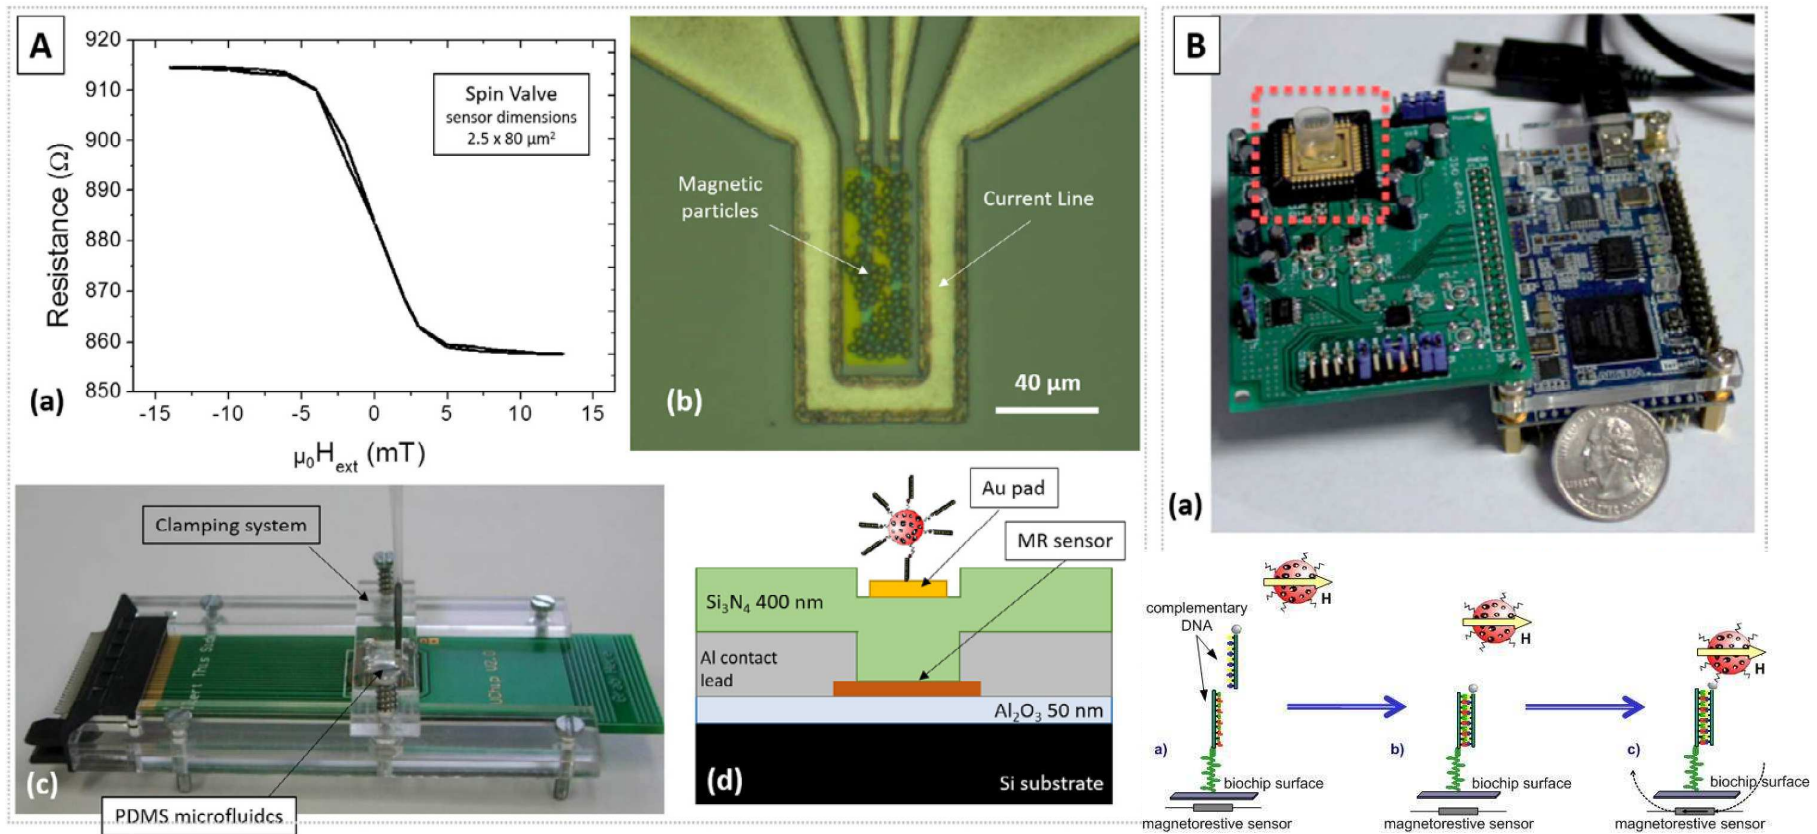 A
920
910
900
890
880
870
860
850
Resistance (Ω)
Spin Valve
sensor dimensions
2.5 x 80 µm²
-15 -10 -5 0 5 10 15
µ₀Hext (mT)
(a)
Magnetic
particles
Current Line
40 µm
(b)
Clamping system
PDMS microfluidcs
(c)
Au pad
MR sensor
Si₃N₄ 400 nm
Al contact
lead
Al₂O₃ 50 nm
Si substrate
(d)
B
(a)
complementary
DNA
H
H
H
a)
b)
c)
biochip surface
biochip surface
biochip surface
magnetorestive sensor
magnetorestive sensor
magnetorestive sensor